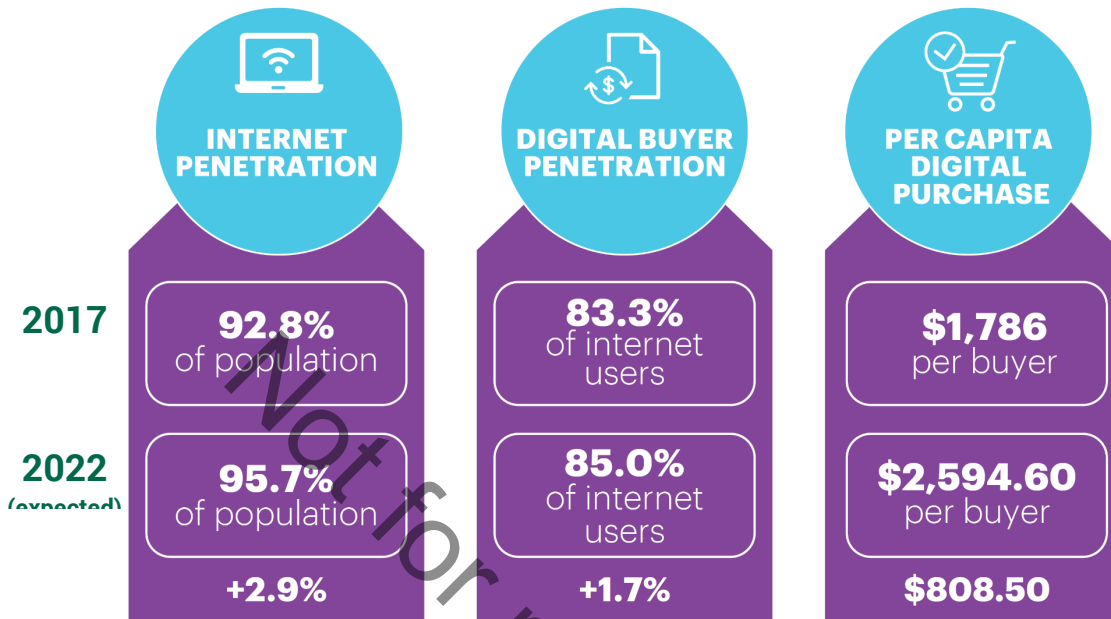 INTERNET
PENETRATION
DIGITAL BUYER
PENETRATION
PER CAPITA
DIGITAL
PURCHASE
2017
92.8%
of population
83.3%
of internet
users
$1,786
per buyer
2022
(expected)
95.7%
of population
85.0%
of internet
users
$2,594.60
per buyer
+2.9%
+1.7%
$808.50
Not for